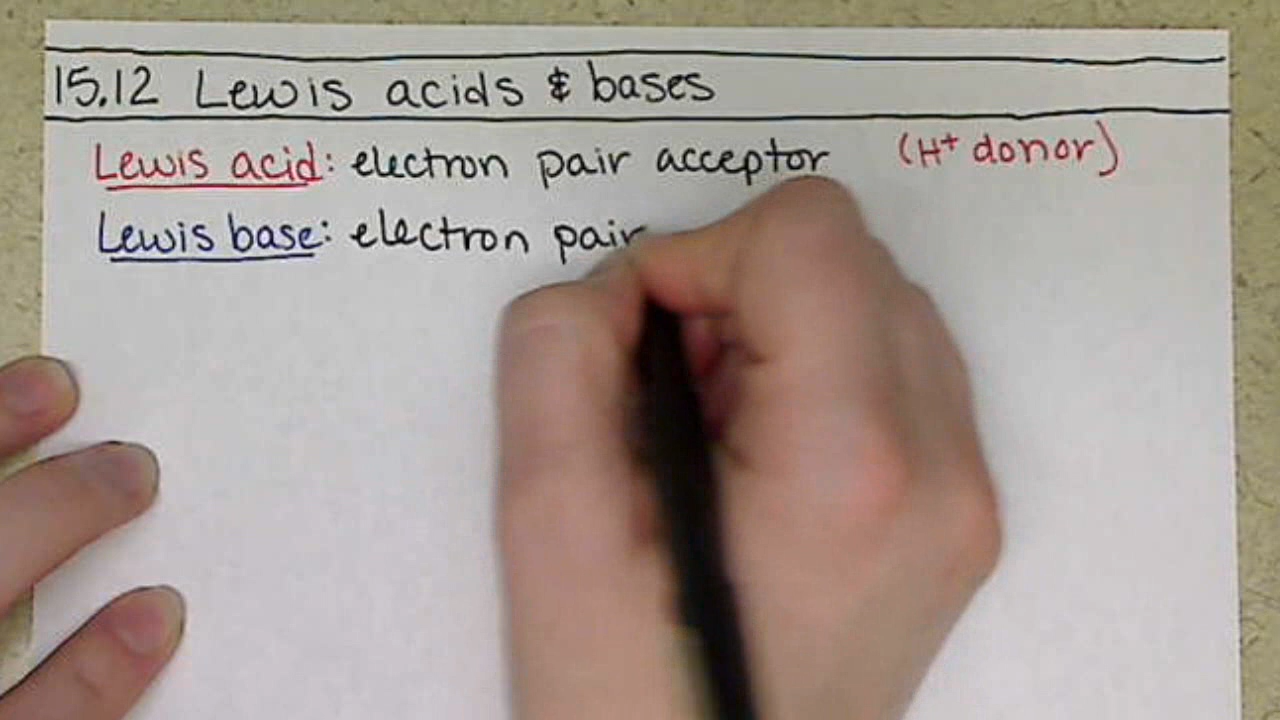 15.12 Lewis acids & bases
Lewis acid: electron pair acceptor (H+ donor)
Lewis base: electron pair